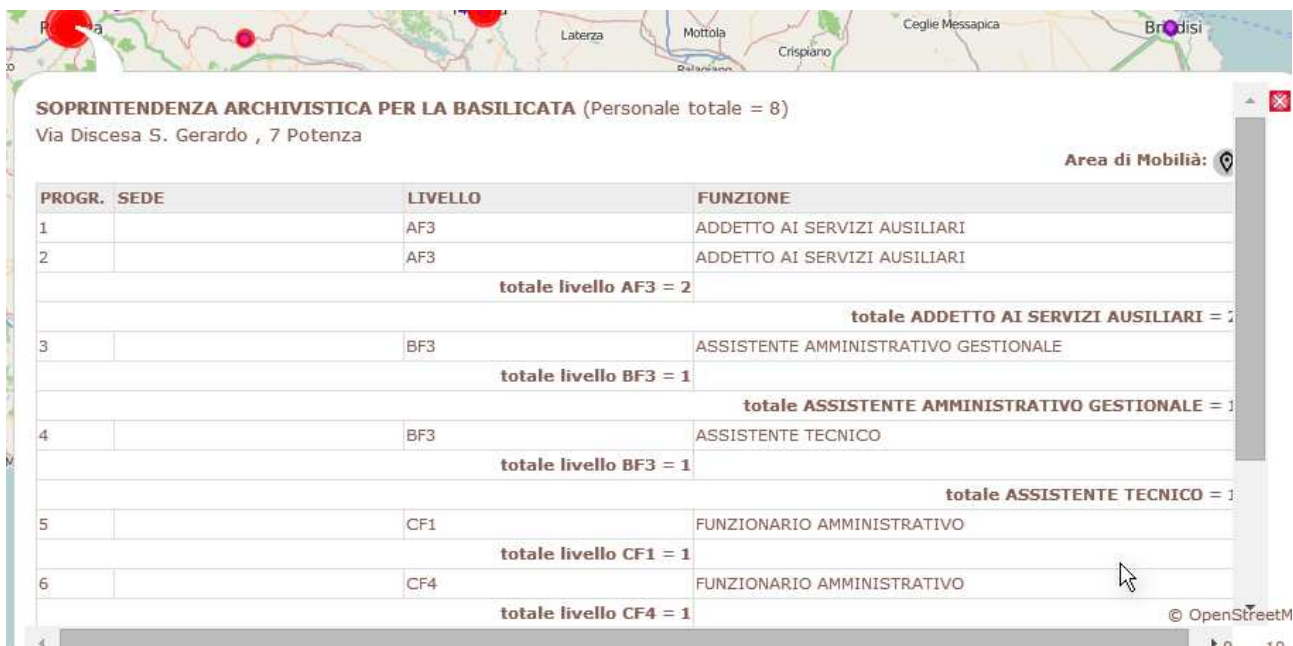 Laterza
Mottola
Crispiano
Ceglie Messapica
SOPRINTENDENZA ARCHIVISTICA PER LA BASILICATA (Personale totale = 8)
Via Discesa S. Gerardo , 7 Potenza
Area di Mobilià:
PROGR. SEDE LIVELLO FUNZIONE
1 AF3 ADDETTO AI SERVIZI AUSILIARI
2 AF3 ADDETTO AI SERVIZI AUSILIARI
totale livello AF3 = 2
totale ADDETTO AI SERVIZI AUSILIARI = 2
3 BF3 ASSISTENTE AMMINISTRATIVO GESTIONALE
totale livello BF3 = 1
totale ASSISTENTE AMMINISTRATIVO GESTIONALE = 1
4 BF3 ASSISTENTE TECNICO
totale livello BF3 = 1
totale ASSISTENTE TECNICO = 1
5 CF1 FUNZIONARIO AMMINISTRATIVO
totale livello CF1 = 1
6 CF4 FUNZIONARIO AMMINISTRATIVO
totale livello CF4 = 1
© OpenStreetM